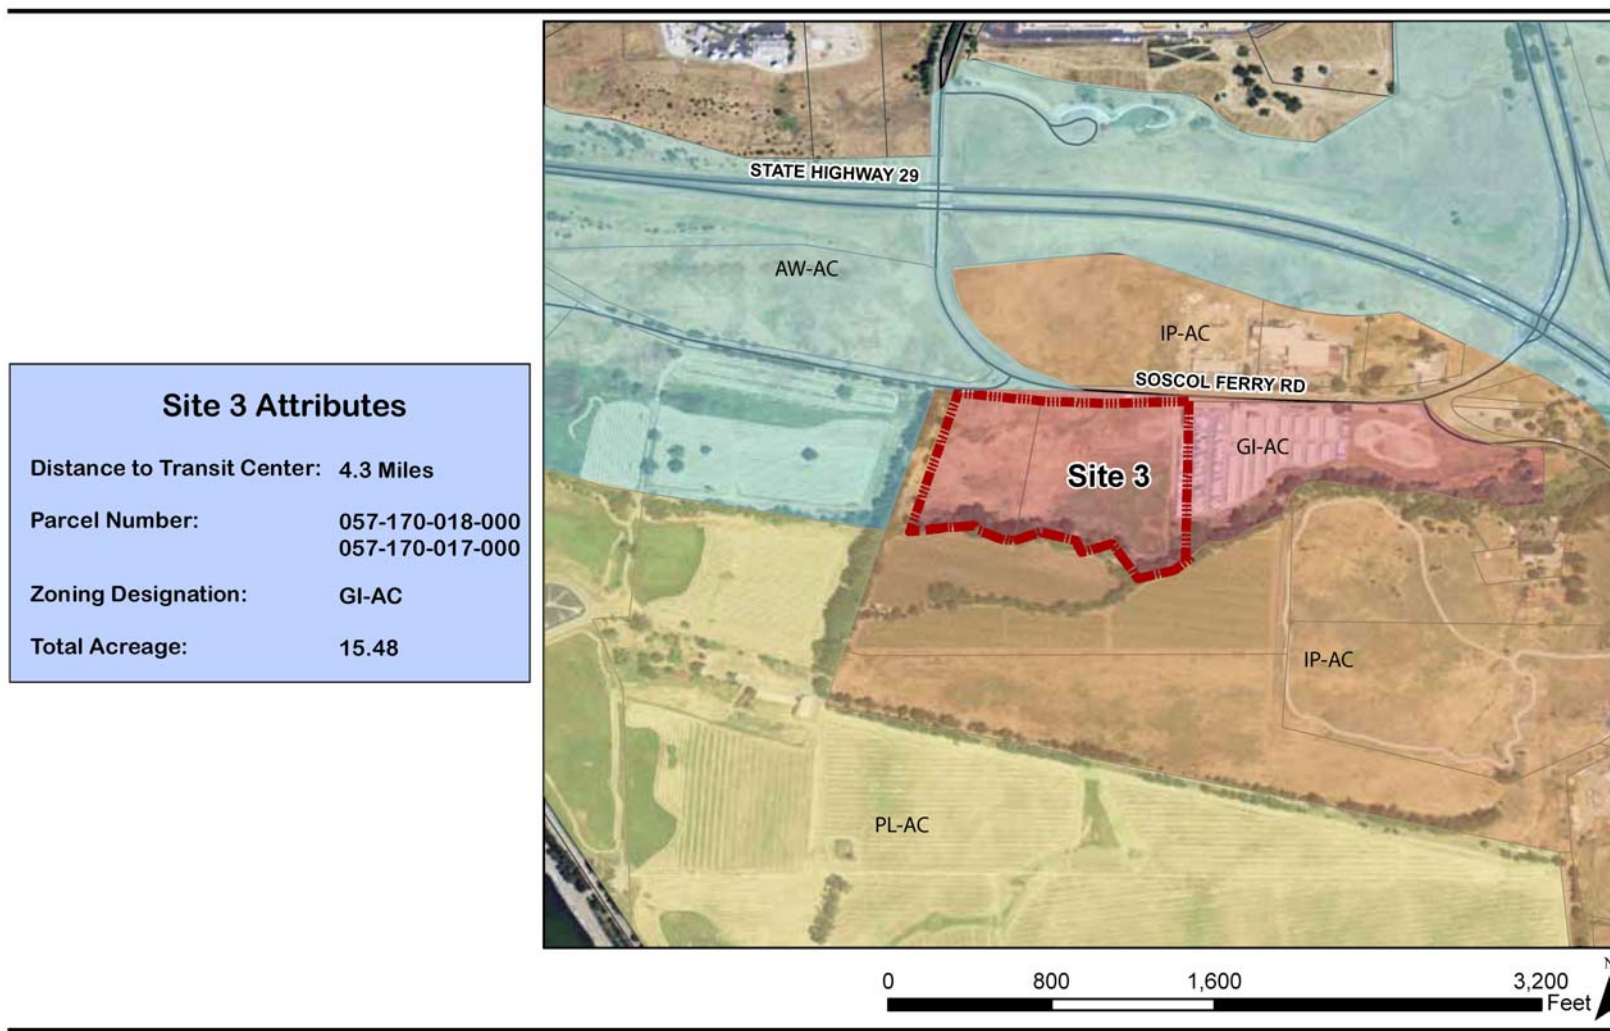 Site 3 Attributes
Distance to Transit Center: 4.3 Miles
Parcel Number: 057-170-018-000
057-170-017-000
Zoning Designation: GI-AC
Total Acreage: 15.48
STATE HIGHWAY 29
AW-AC
IP-AC
SOSCOL FERRY RD
GI-AC
Site 3
IP-AC
PL-AC
0 800 1,600 3,200
Feet
N